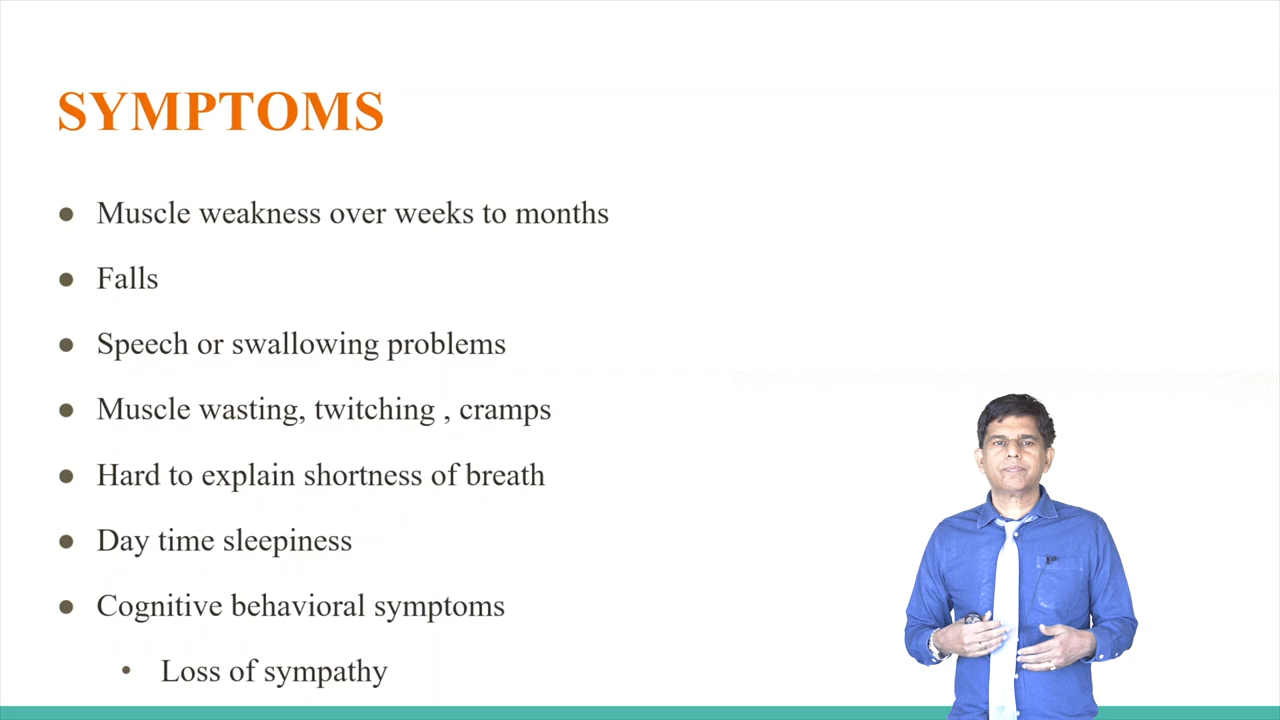 SYMPTOMS
● Muscle weakness over weeks to months
● Falls
● Speech or swallowing problems
● Muscle wasting, twitching , cramps
● Hard to explain shortness of breath
● Day time sleepiness
● Cognitive behavioral symptoms
• Loss of sympathy